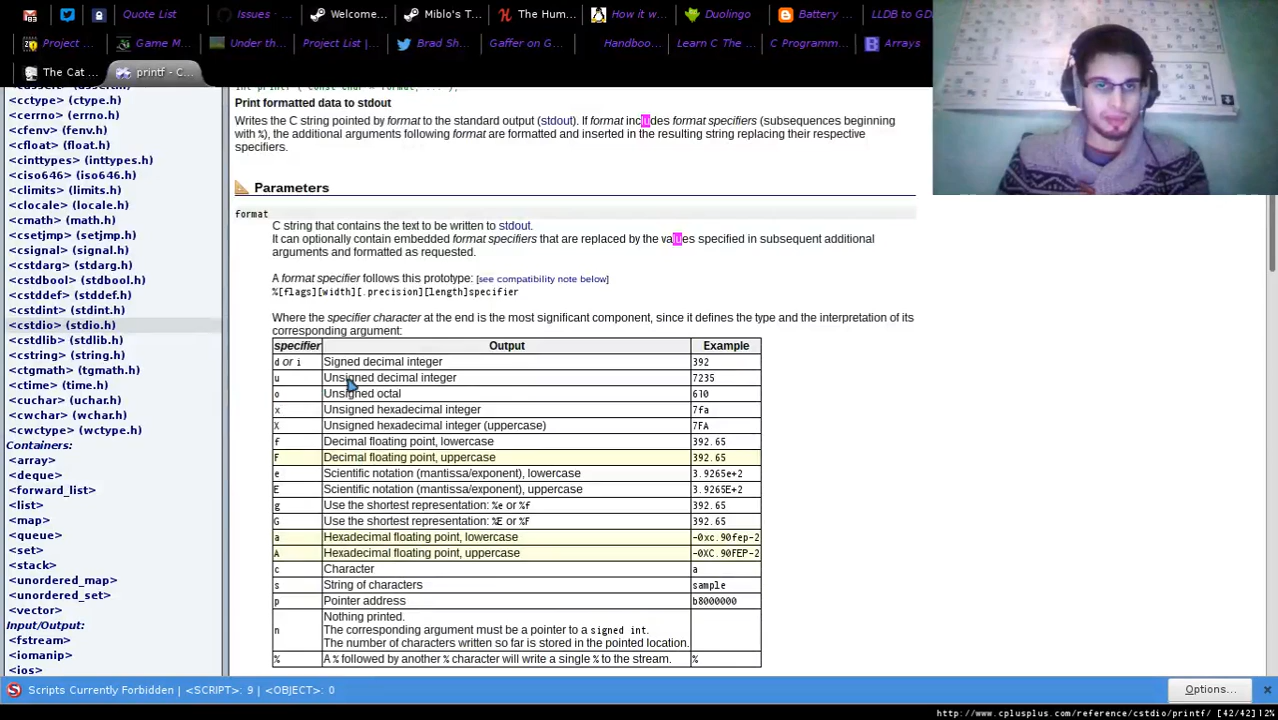 Quote List
Issues ·
Welcome...
Miblo's T...
The Hum...
How it w...
Duolingo
Battery ...
LLDB to GD
Project ...
Game M...
Under th...
Project List |...
Brad Sh...
Gaffer on G...
Handboo...
Learn C The ...
C Programm...
Arrays
The Cat ...
printf - C...
<cctype> (ctype.h)
<cerrno> (errno.h)
<cfenv> (fenv.h)
<cfloat> (float.h)
<cinttypes> (inttypes.h)
<ciso646> (iso646.h)
<climits> (limits.h)
<clocale> (locale.h)
<cmath> (math.h)
<csetjmp> (setjmp.h)
<csignal> (signal.h)
<cstdarg> (stdarg.h)
<cstdbool> (stdbool.h)
<cstddef> (stddef.h)
<cstdint> (stdint.h)
<cstdio> (stdio.h)
<cstdlib> (stdlib.h)
<cstring> (string.h)
<ctgmath> (tgmath.h)
<ctime> (time.h)
<cuchar> (uchar.h)
<cwchar> (wchar.h)
<cwctype> (wctype.h)
Containers:
<array>
<deque>
<forward_list>
<list>
<map>
<queue>
<set>
<stack>
<unordered_map>
<unordered_set>
<vector>
Input/Output:
<fstream>
<iomanip>
<ios>
Print formatted data to stdout
Writes the C string pointed by format to the standard output (stdout). If format includes format specifiers (subsequences beginning
with %), the additional arguments following format are formatted and inserted in the resulting string replacing their respective
specifiers.
Parameters
format
C string that contains the text to be written to stdout.
It can optionally contain embedded format specifiers that are replaced by the values specified in subsequent additional
arguments and formatted as requested.
A format specifier follows this prototype: [see compatibility note below]
%[flags][width][.precision][length]specifier
Where the specifier character at the end is the most significant component, since it defines the type and the interpretation of its
corresponding argument:
specifier Output Example
d or i Signed decimal integer 392
u Unsigned decimal integer 7235
o Unsigned octal 610
x Unsigned hexadecimal integer 7fa
X Unsigned hexadecimal integer (uppercase) 7FA
f Decimal floating point, lowercase 392.65
F Decimal floating point, uppercase 392.65
e Scientific notation (mantissa/exponent), lowercase 3.9265e+2
E Scientific notation (mantissa/exponent), uppercase 3.9265E+2
g Use the shortest representation: %e or %f 392.65
G Use the shortest representation: %E or %F 392.65
a Hexadecimal floating point, lowercase -0xc.90fep-2
A Hexadecimal floating point, uppercase -0XC.90FEP-2
c Character a
s String of characters sample
p Pointer address b8000000
n Nothing printed.
The corresponding argument must be a pointer to a signed int.
The number of characters written so far is stored in the pointed location.
% A % followed by another % character will write a single % to the stream. %
Scripts Currently Forbidden | <SCRIPT>: 9 | <OBJECT>: 0
Options...
http://www.cplusplus.com/reference/cstdio/printf/ [42/42]12%